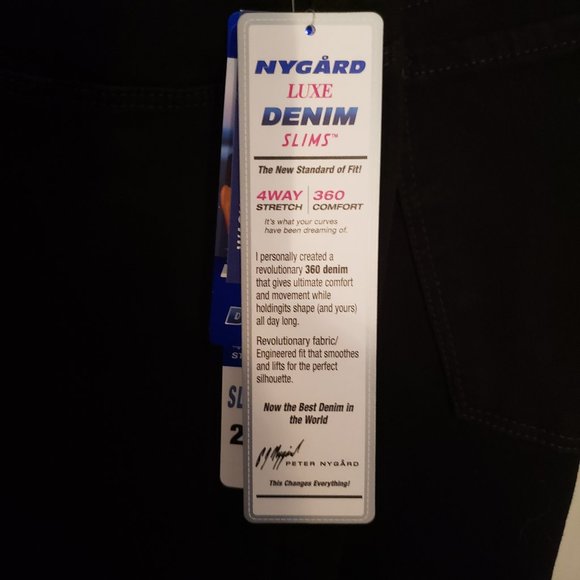 NYGÅRD
LUXE
DENIM
SLIMS™
The New Standard of Fit!
4WAY 360
STRETCH COMFORT
It's what your curves
have been dreaming of.
I personally created a
revolutionary 360 denim
that gives ultimate comfort
and movement while
holdingits shape (and yours)
all day long.
Revolutionary fabric/
Engineered fit that smoothes
and lifts for the perfect
silhouette.
Now the Best Denim in
the World
PETER NYGÅRD
This Changes Everything!
ST
SL
2